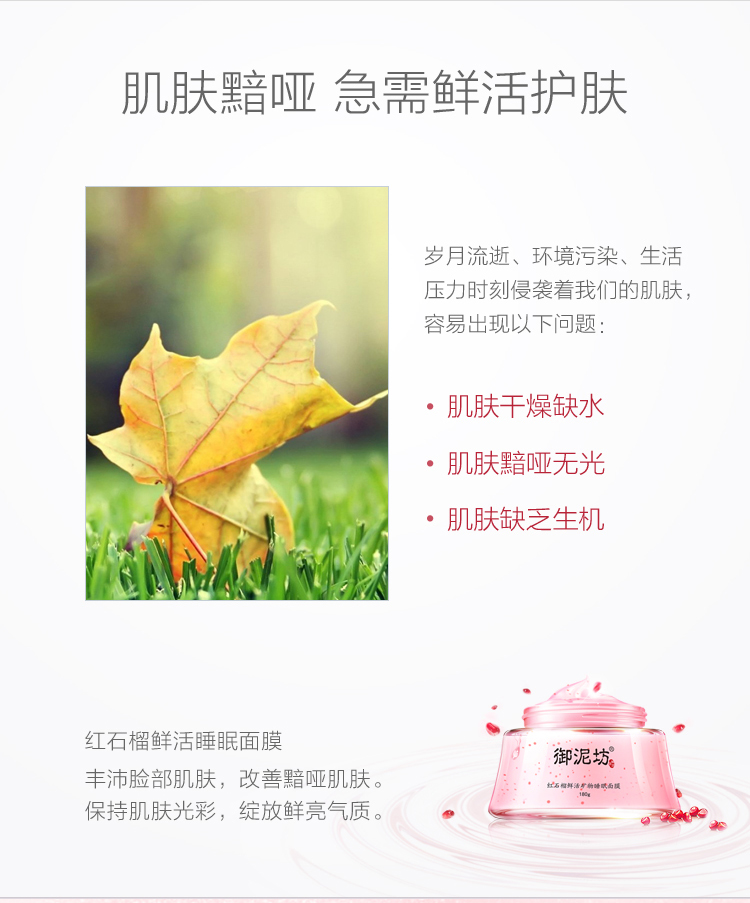 肌肤黯哑 急需鲜活护肤
岁月流逝、环境污染、生活
压力时刻侵袭着我们的肌肤，
容易出现以下问题：
• 肌肤干燥缺水
• 肌肤黯哑无光
• 肌肤缺乏生机
红石榴鲜活睡眠面膜
丰沛脸部肌肤，改善黯哑肌肤。
保持肌肤光彩，绽放鲜亮气质。
御泥坊®
红石榴鲜活矿物睡眠面膜
180g